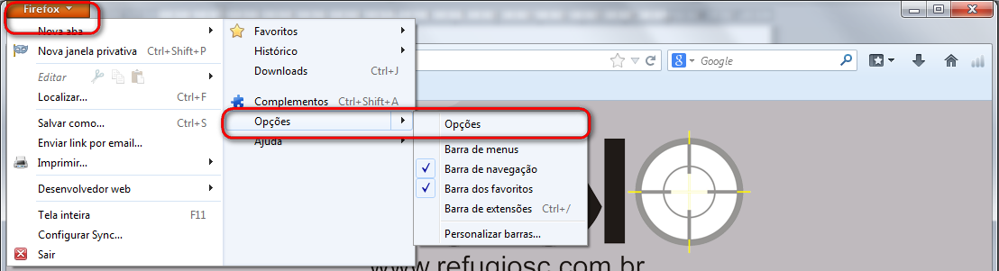 Firefox
Nova aba
Nova janela privativa Ctrl+Shift+P
Editar
Localizar... Ctrl+F
Salvar como... Ctrl+S
Enviar link por email...
Imprimir...
Desenvolvedor web
Tela inteira F11
Configurar Sync...
Sair
Favoritos
Histórico
Downloads Ctrl+J
Complementos Ctrl+Shift+A
Opções
Ajuda
Opções
Barra de menus
Barra de navegação
Barra dos favoritos
Barra de extensões Ctrl+/
Personalizar barras...
Google
www.refugiosc.com.br